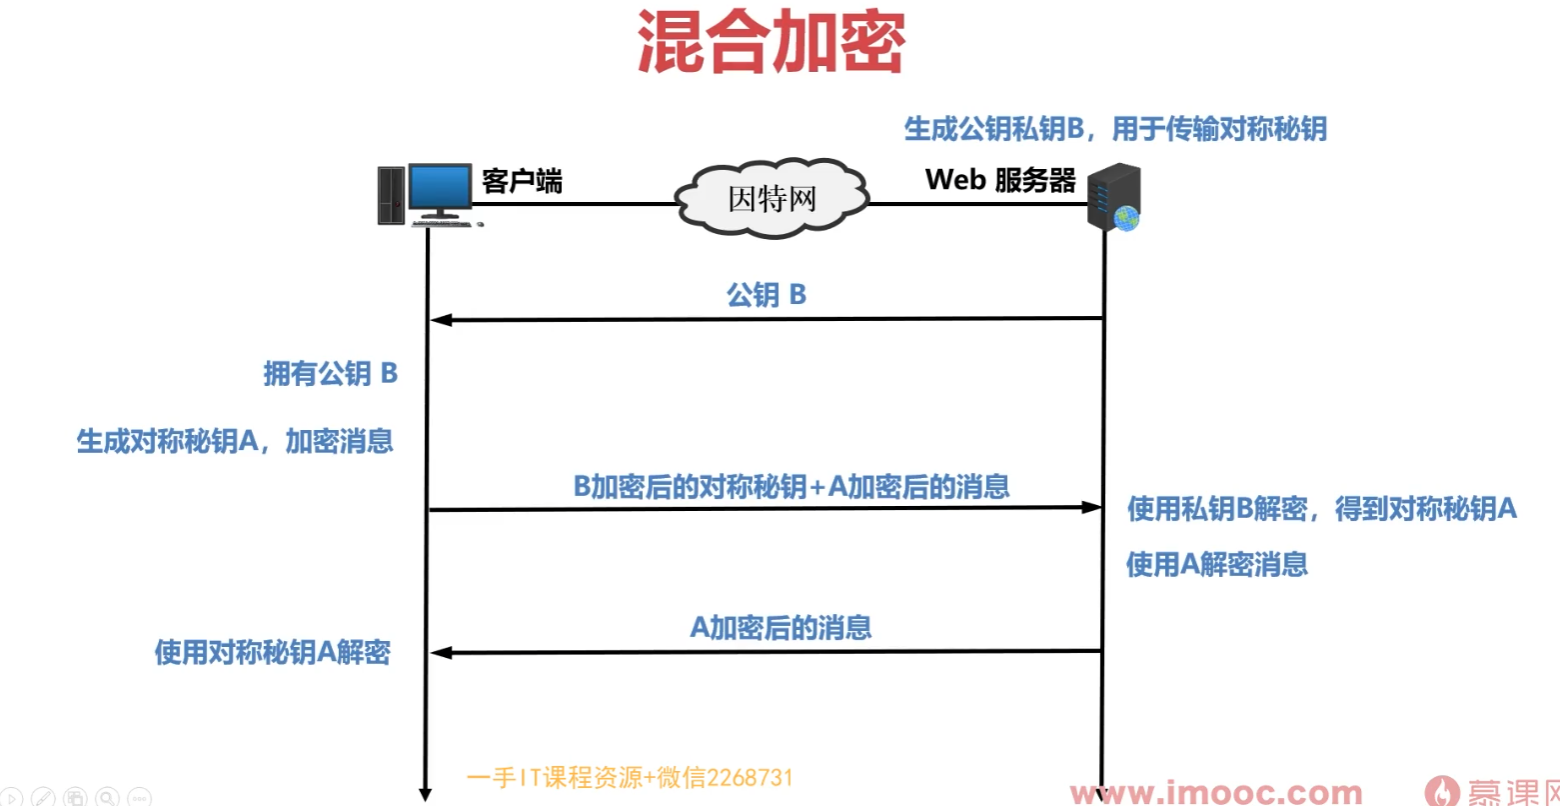 混合加密
生成公钥私钥B，用于传输对称秘钥
客户端
因特网
Web 服务器
公钥 B
拥有公钥 B
生成对称秘钥A，加密消息
B加密后的对称秘钥+A加密后的消息
使用私钥B解密，得到对称秘钥A
使用A解密消息
A加密后的消息
使用对称秘钥A解密
一手IT课程资源+微信2268731
www.imooc.com
慕课网